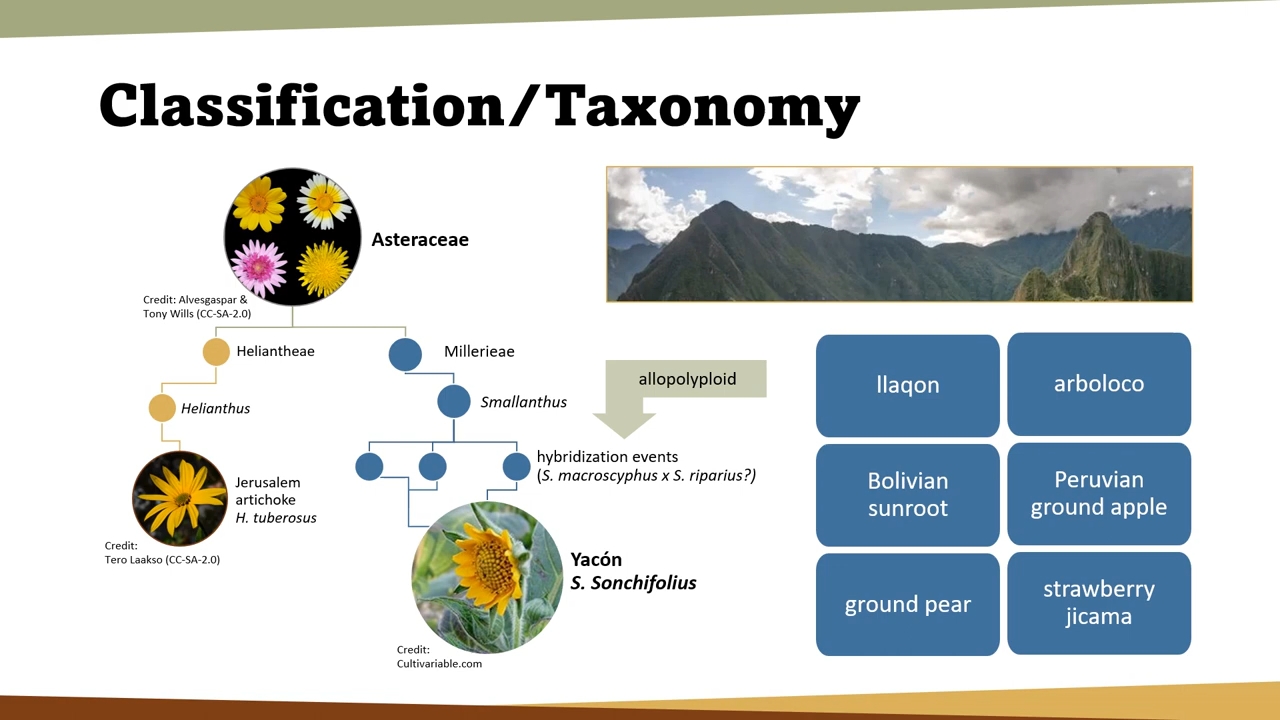 Classification/Taxonomy
Asteraceae
Credit: Alvesgaspar &
Tony Wills (CC-SA-2.0)
Heliantheae
Millerieae
Helianthus
Smallanthus
allopolyploid
hybridization events
(S. macroscyphus x S. riparius?)
Jerusalem
artichoke
H. tuberosus
Credit:
Tero Laakso (CC-SA-2.0)
Yacón
S. Sonchifolius
Credit:
Cultivariable.com
llaqon
arboloco
Bolivian
sunroot
Peruvian
ground apple
ground pear
strawberry
jicama